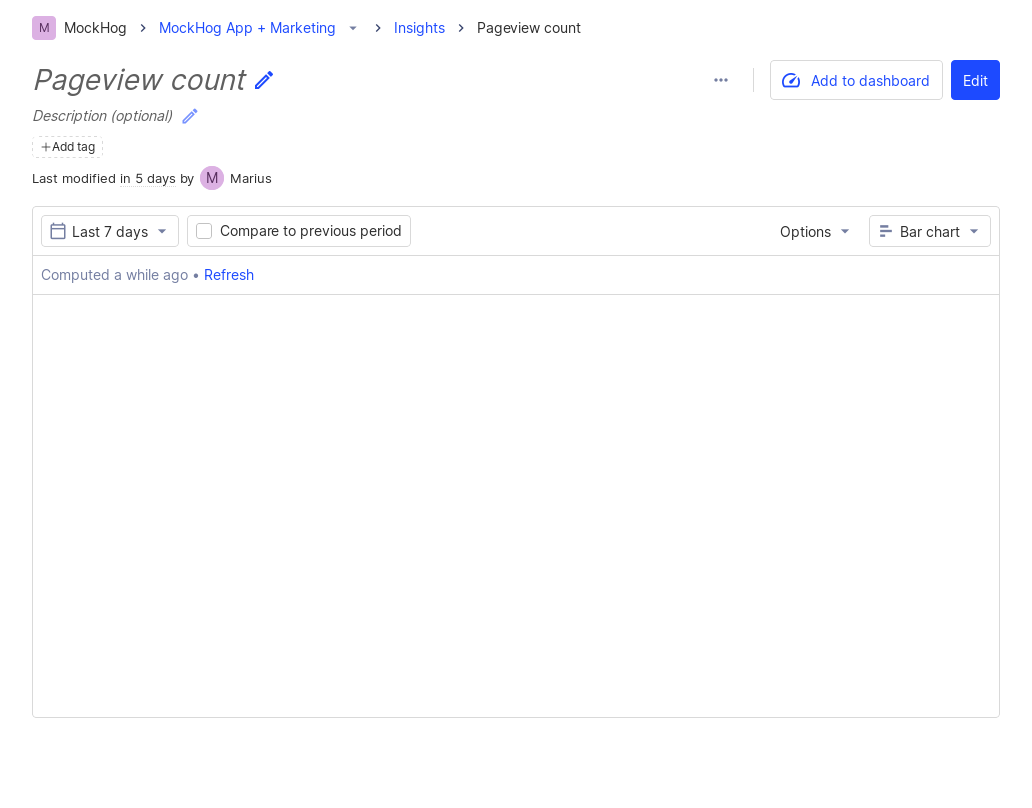 M MockHog > MockHog App + Marketing > Insights > Pageview count
Pageview count
Add to dashboard
Edit
Description (optional)
+Add tag
Last modified in 5 days by M Marius
Last 7 days
Compare to previous period
Options
Bar chart
Computed a while ago • Refresh